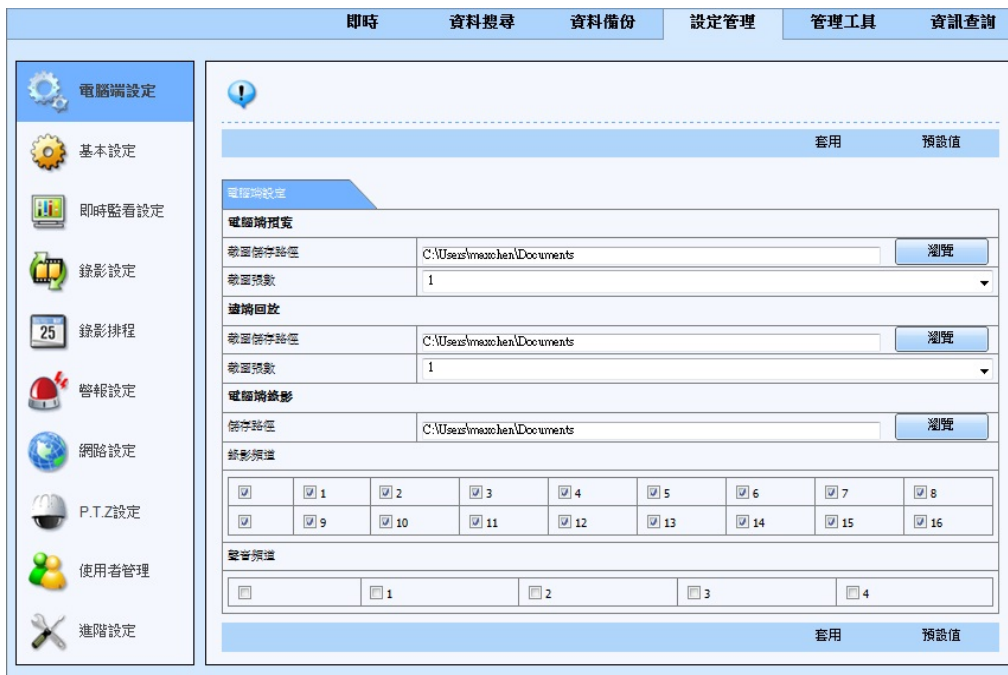 即時 資料搜尋 資料備份 設定管理 管理工具 資訊查詢
電腦端設定
基本設定
即時監看設定
錄影設定
25
錄影排程
警報設定
網路設定
P.T.Z設定
使用者管理
進階設定
套用 預設值
電腦端設定
電腦端預覽
截圖儲存路徑 C:\Users\maxchen\Documents 瀏覽
截圖張數 1
遠端回放
截圖儲存路徑 C:\Users\maxchen\Documents 瀏覽
截圖張數 1
電腦端錄影
儲存路徑 C:\Users\maxchen\Documents 瀏覽
錄影頻道
1 2 3 4 5 6 7 8
9 10 11 12 13 14 15 16
聲音頻道
1 2 3 4
套用 預設值